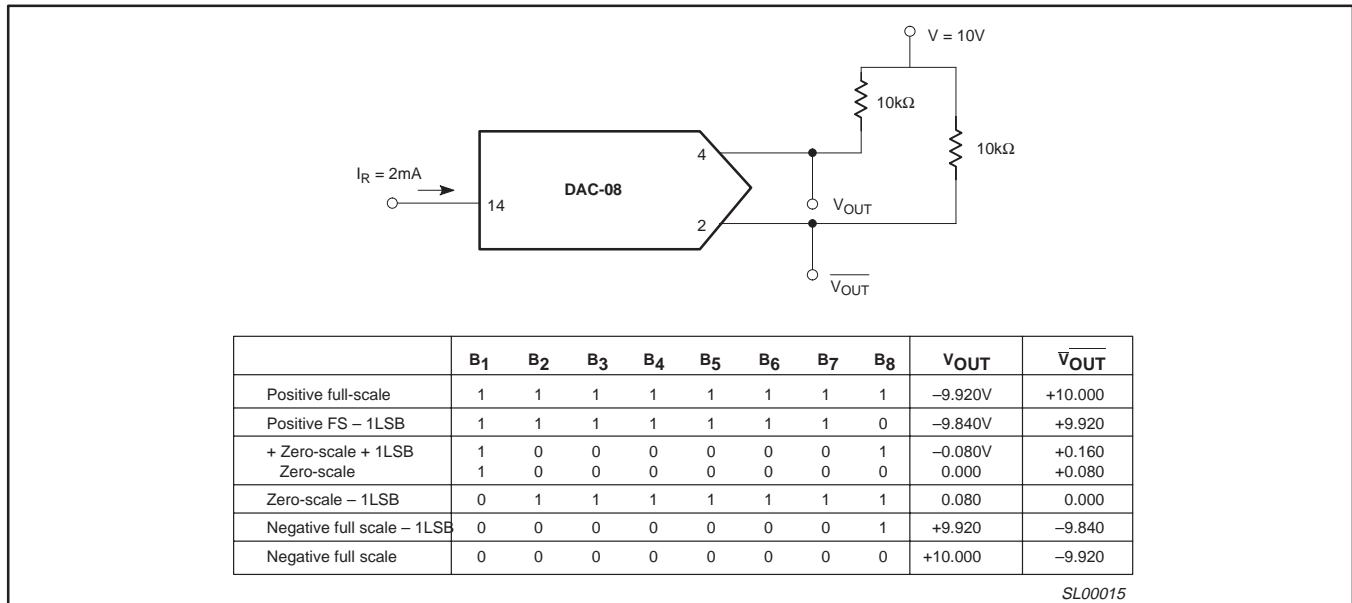 V = 10V
10kΩ
10kΩ
4
I_R = 2mA
DAC-08
14
V_OUT
2
V̅_OUT
B1 B2 B3 B4 B5 B6 B7 B8 VOUT V̅OUT
Positive full-scale 1 1 1 1 1 1 1 1 –9.920V +10.000
Positive FS – 1LSB 1 1 1 1 1 1 1 0 –9.840V +9.920
+ Zero-scale + 1LSB 1 0 0 0 0 0 0 1 –0.080V +0.160
Zero-scale 1 0 0 0 0 0 0 0 0.000 +0.080
Zero-scale – 1LSB 0 1 1 1 1 1 1 1 0.080 0.000
Negative full scale – 1LSB 0 0 0 0 0 0 0 1 +9.920 –9.840
Negative full scale 0 0 0 0 0 0 0 0 +10.000 –9.920
SL00015